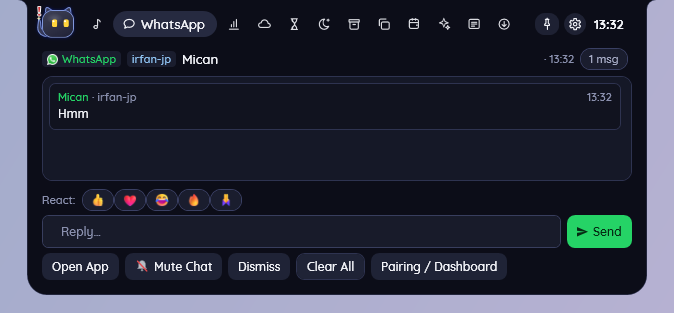 WhatsApp 13:32
WhatsApp irfan-jp Mican · 13:32 1 msg
Mican · irfan-jp 13:32
Hmm
React:
Reply...
Send
Open App Mute Chat Dismiss Clear All Pairing / Dashboard